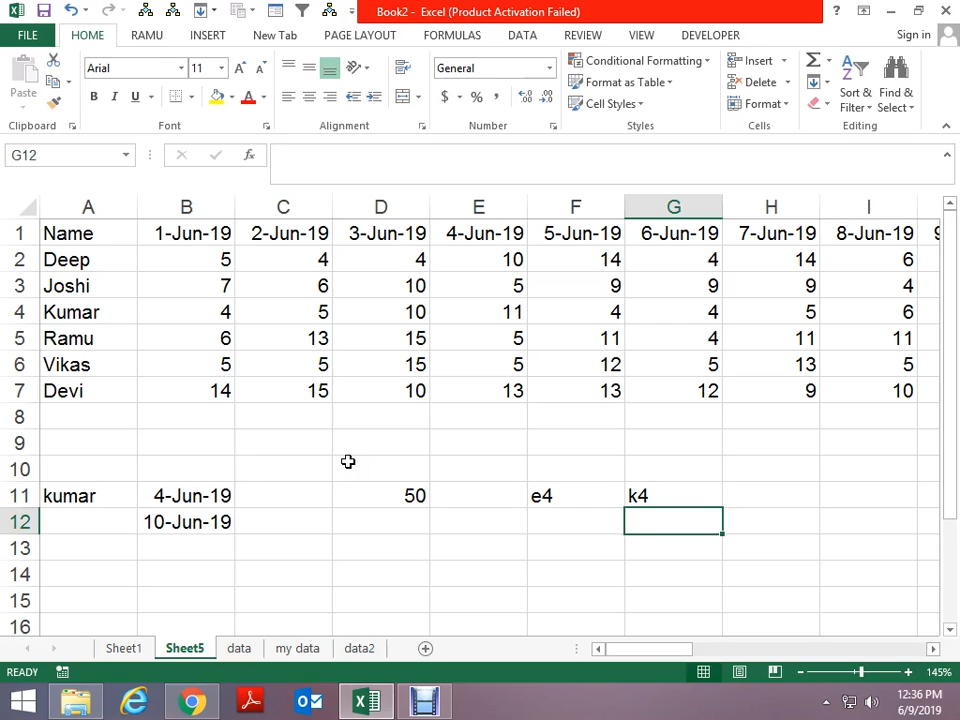 Book2 - Excel (Product Activation Failed)
?
FILE HOME RAMU INSERT New Tab PAGE LAYOUT FORMULAS DATA REVIEW VIEW DEVELOPER Sign in
Paste
Arial 11
B I U A
General
$ % ,
Conditional Formatting
Format as Table
Cell Styles
Insert
Delete
Format
Sort & Filter
Find & Select
Clipboard Font Alignment Number Styles Cells Editing
G12 fx
A B C D E F G H I
1 Name 1-Jun-19 2-Jun-19 3-Jun-19 4-Jun-19 5-Jun-19 6-Jun-19 7-Jun-19 8-Jun-19 9
2 Deep 5 4 4 10 14 4 14 6
3 Joshi 7 6 10 5 9 9 9 4
4 Kumar 4 5 10 11 4 4 5 6
5 Ramu 6 13 15 5 11 4 11 11
6 Vikas 5 5 15 5 12 5 13 5
7 Devi 14 15 10 13 13 12 9 10
8
9
10
11 kumar 4-Jun-19 50 e4 k4
12 10-Jun-19
13
14
15
16
Sheet1 Sheet5 data my data data2
READY 145%
12:36 PM
6/9/2019